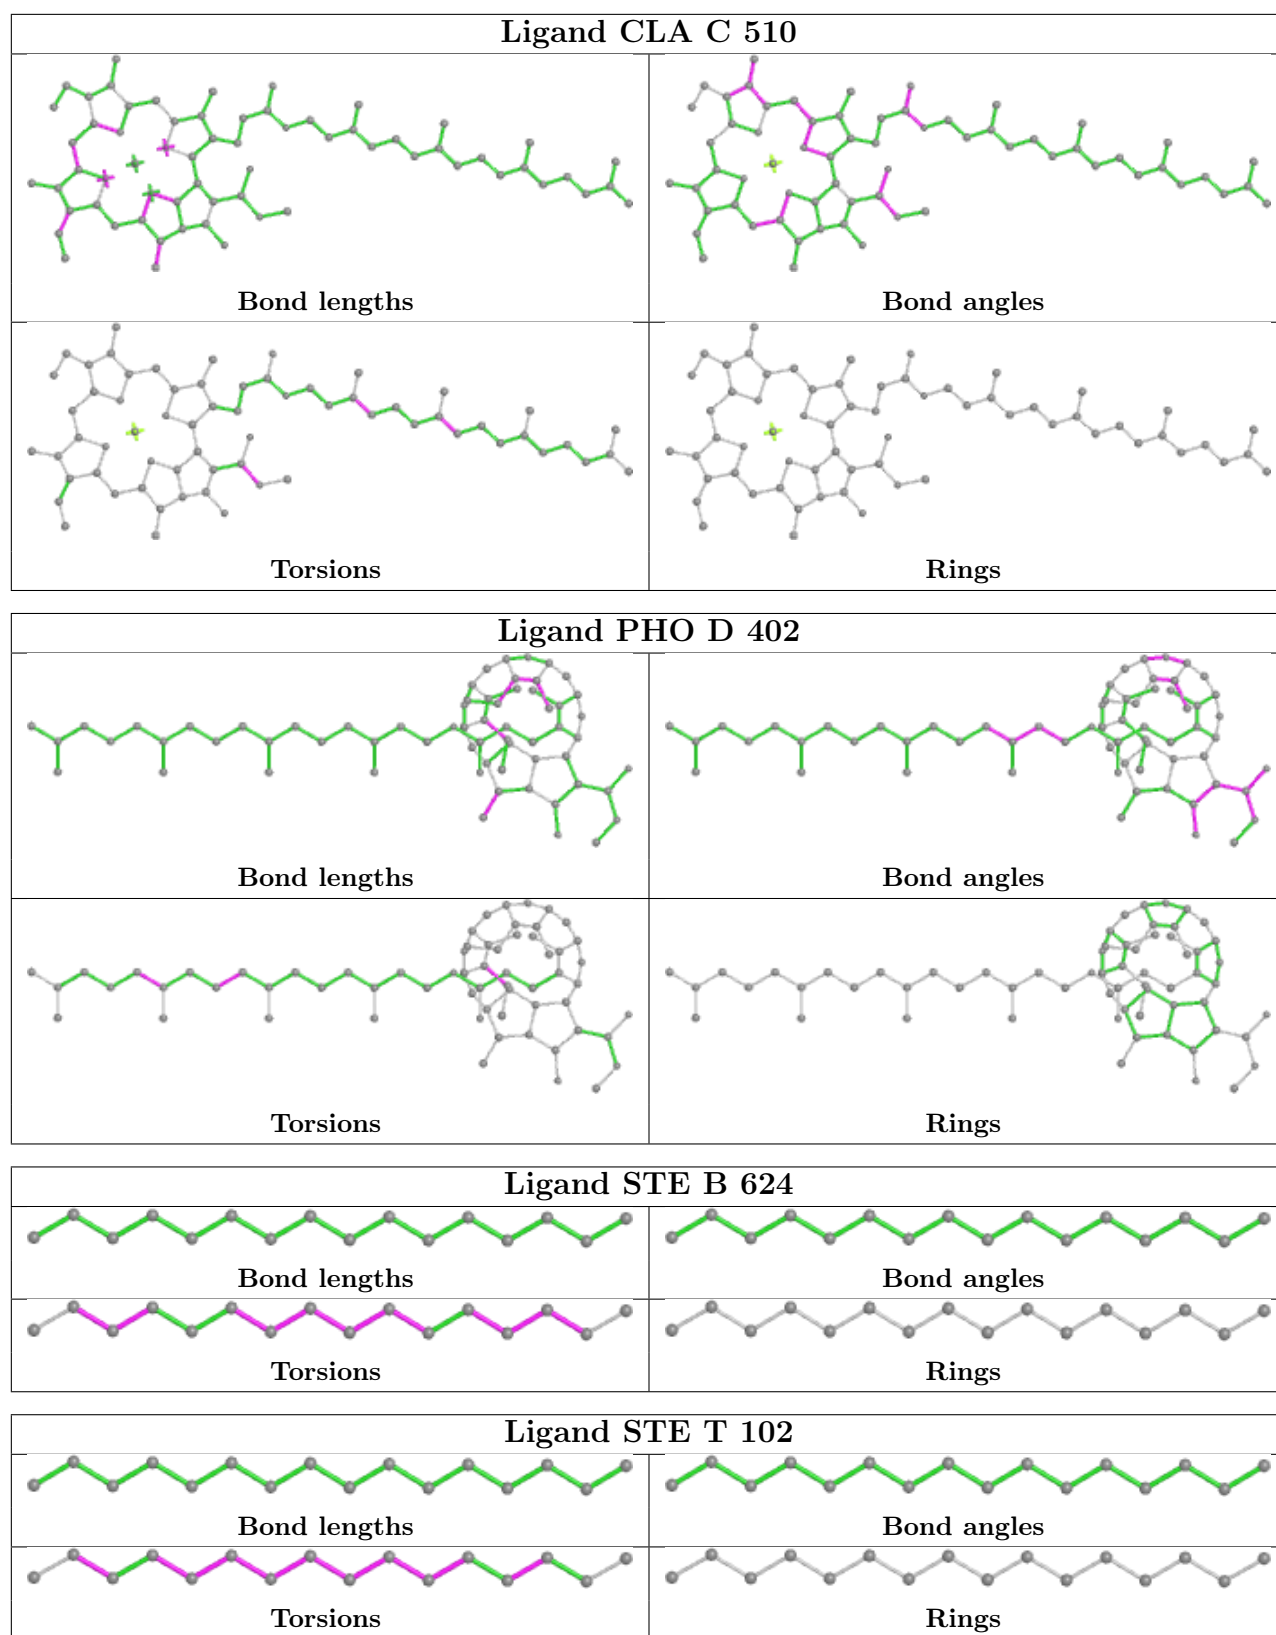 Ligand CLA C 510
Bond lengths
Bond angles
Torsions
Rings
Ligand PHO D 402
Bond lengths
Bond angles
Torsions
Rings
Ligand STE B 624
Bond lengths
Bond angles
Torsions
Rings
Ligand STE T 102
Bond lengths
Bond angles
Torsions
Rings